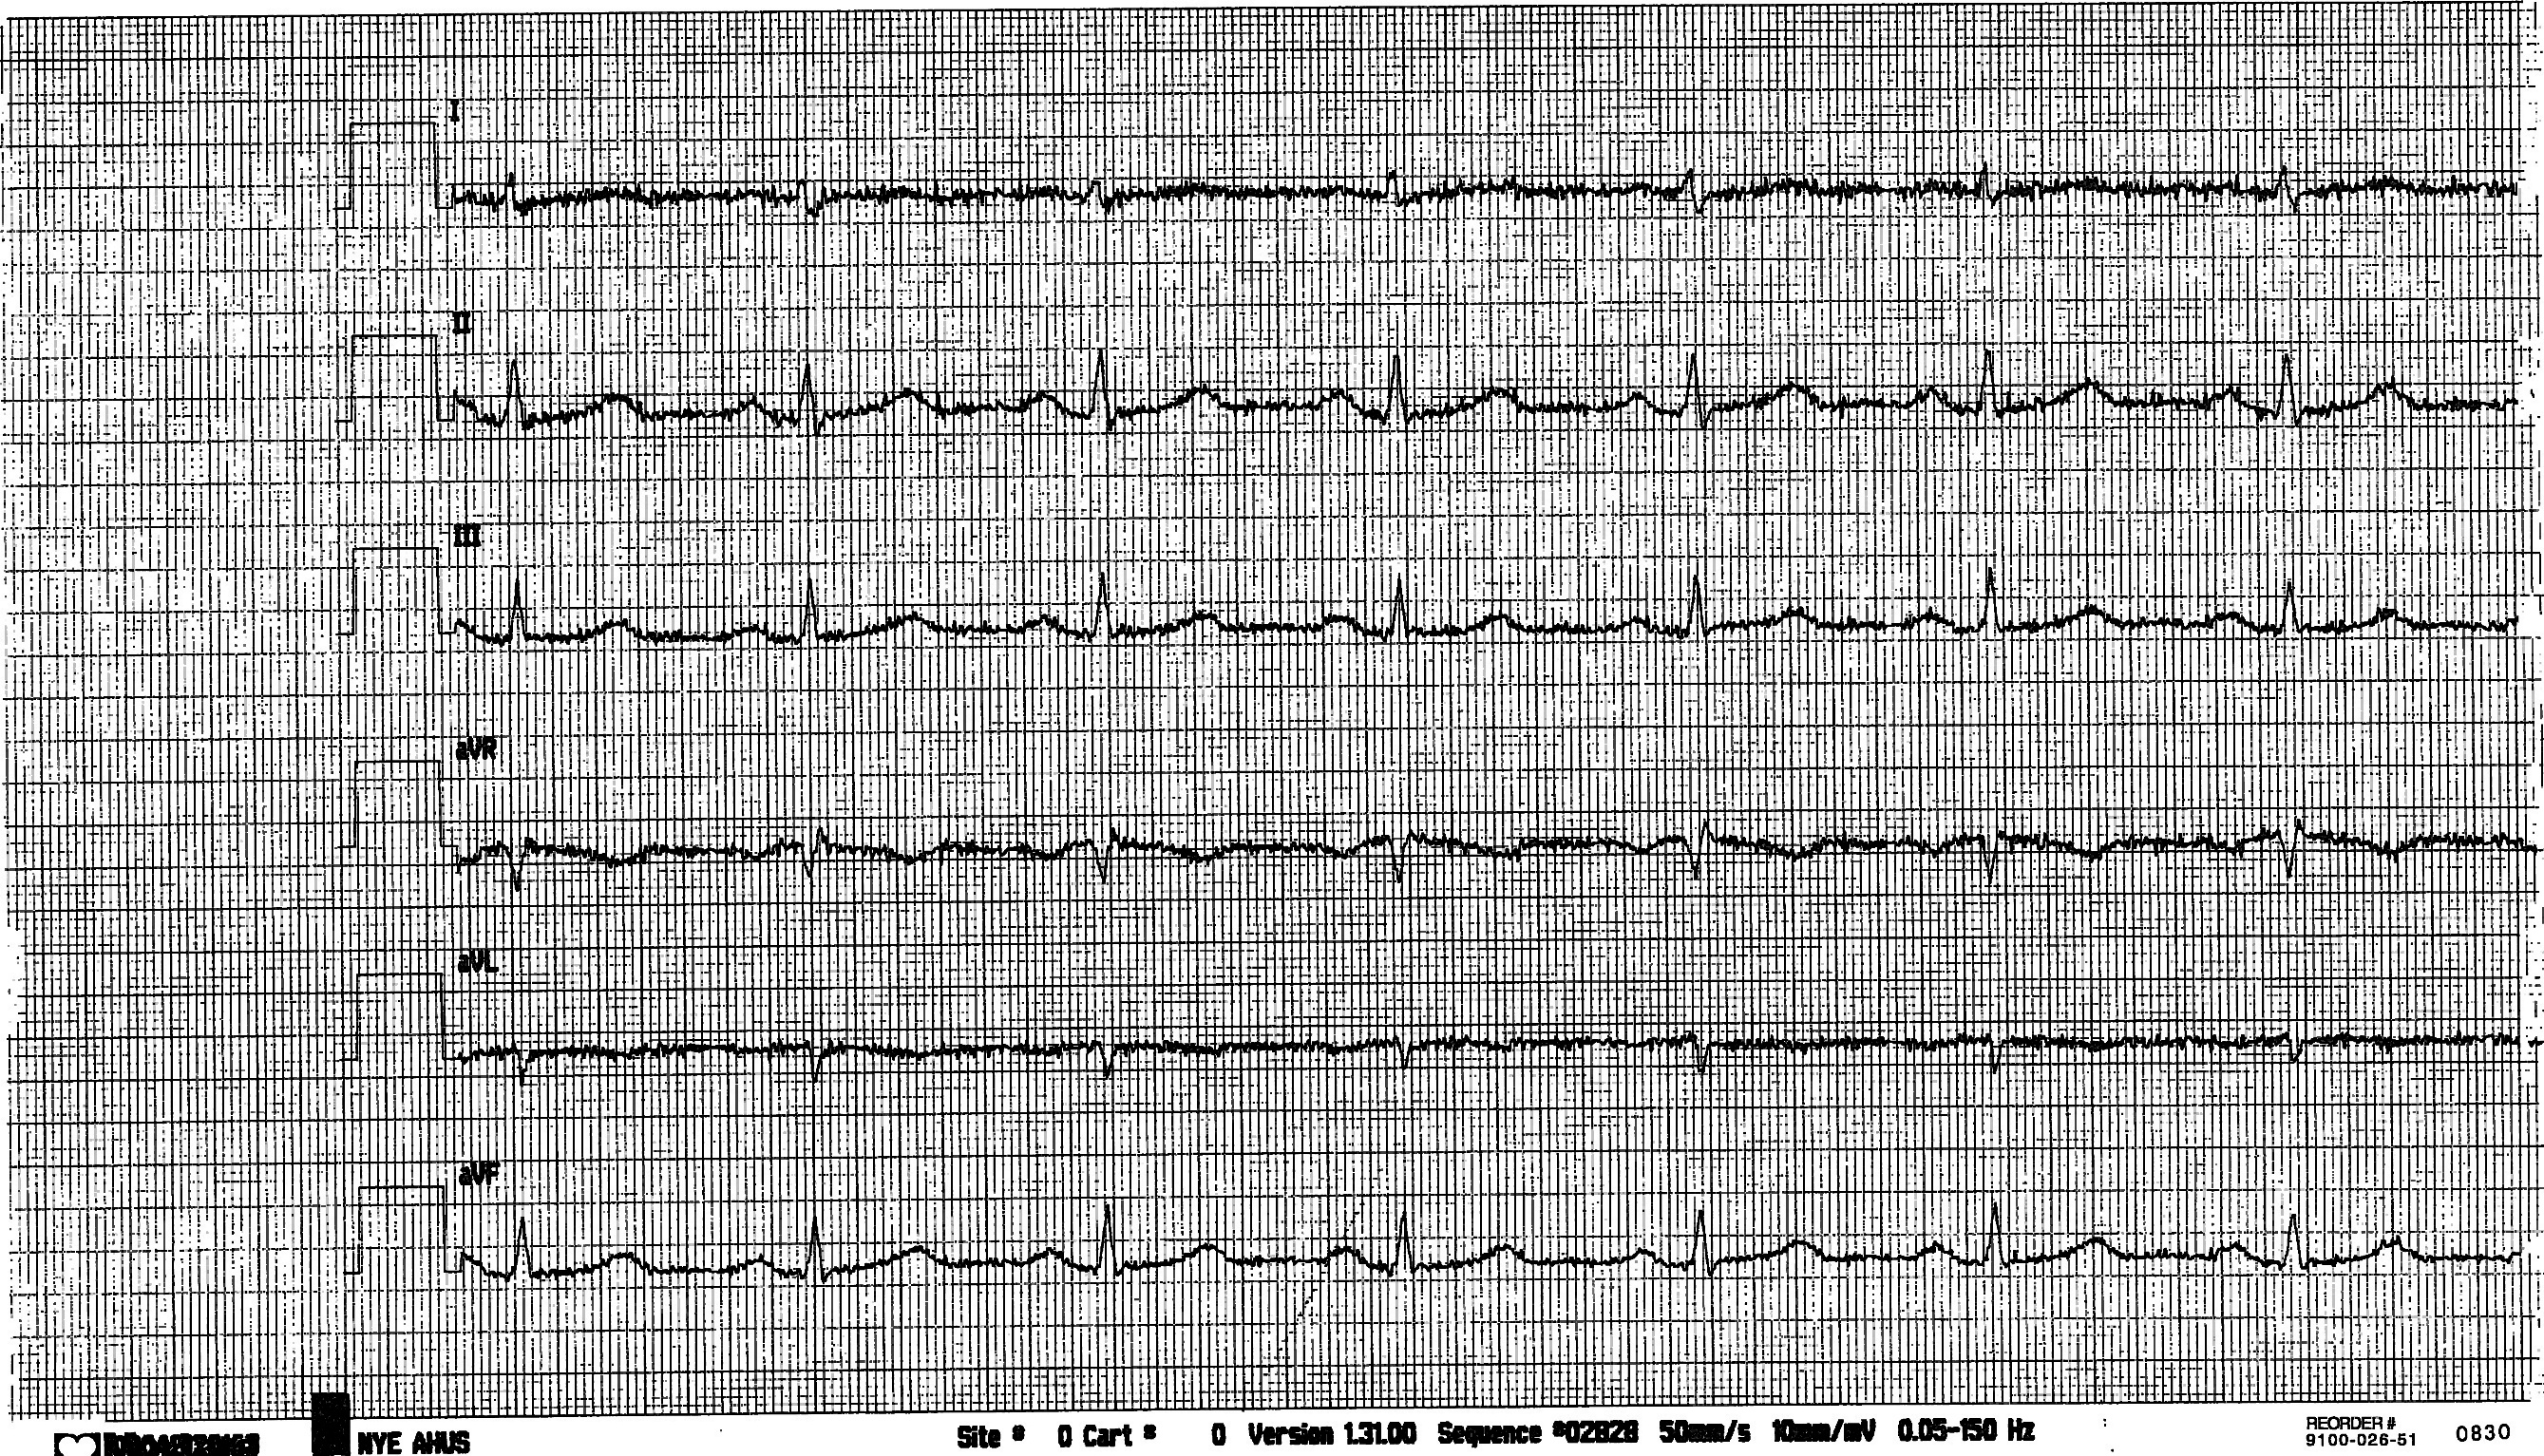 I
II
III
aVR
aVL
aVF
NYE AHUS
Site # 0 Cart # 0 Version 1.31.00 Sequence #02828 50mm/s 10mm/mV 0.05-150 Hz
REORDER #
9100-026-51
0830